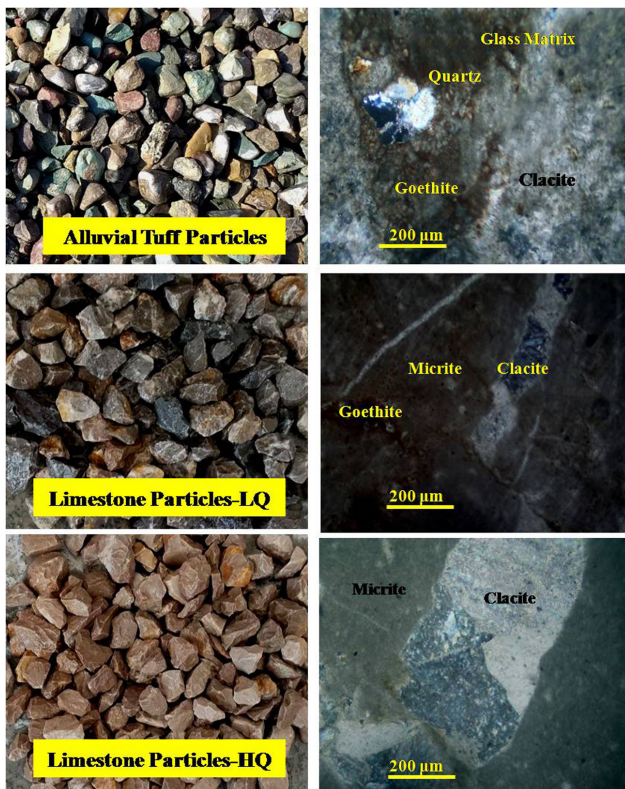 Alluvial Tuff Particles
Glass Matrix
Quartz
Goethite
Clacite
200 µm
Limestone Particles-LQ
Micrite
Clacite
Goethite
200 µm
Limestone Particles-HQ
Micrite
Clacite
200 µm